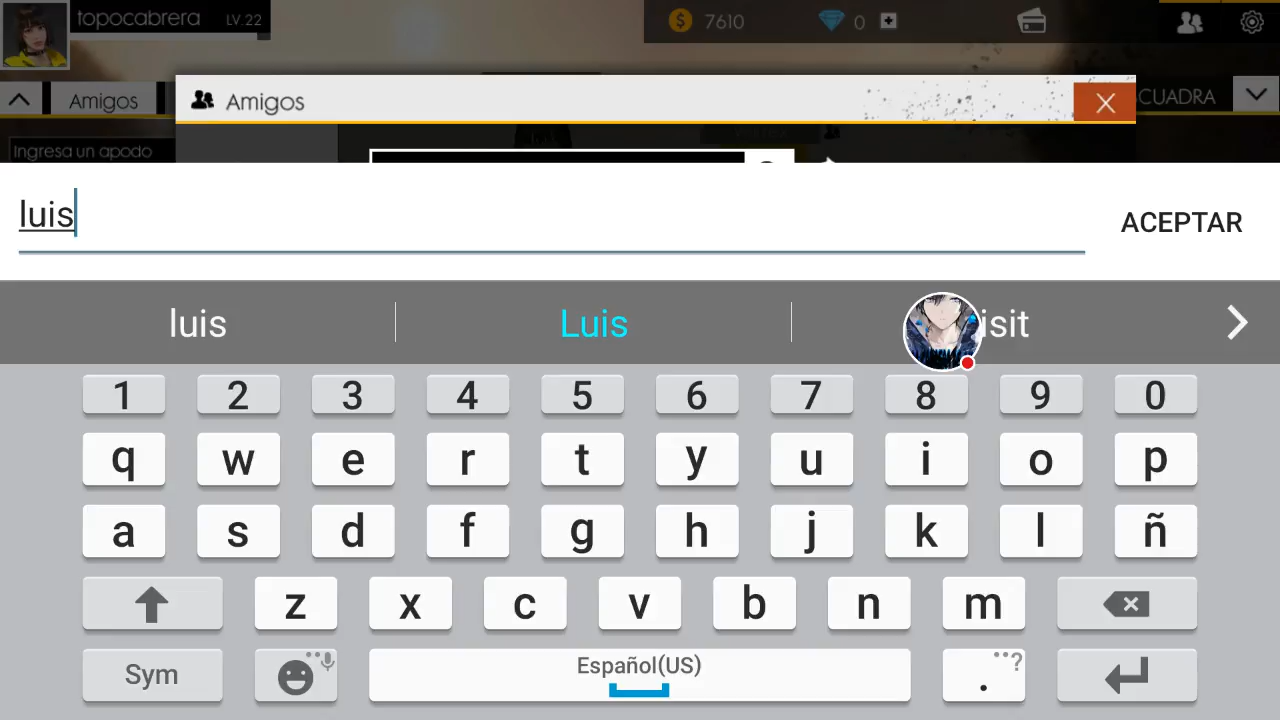 topocabrera LV.22 7610 0
Amigos Amigos CUADRA
Ingresa un apodo
luis
ACEPTAR
luis Luis isit
1 2 3 4 5 6 7 8 9 0
q w e r t y u i o p
a s d f g h j k l ñ
z x c v b n m
Sym Español(US) . ?